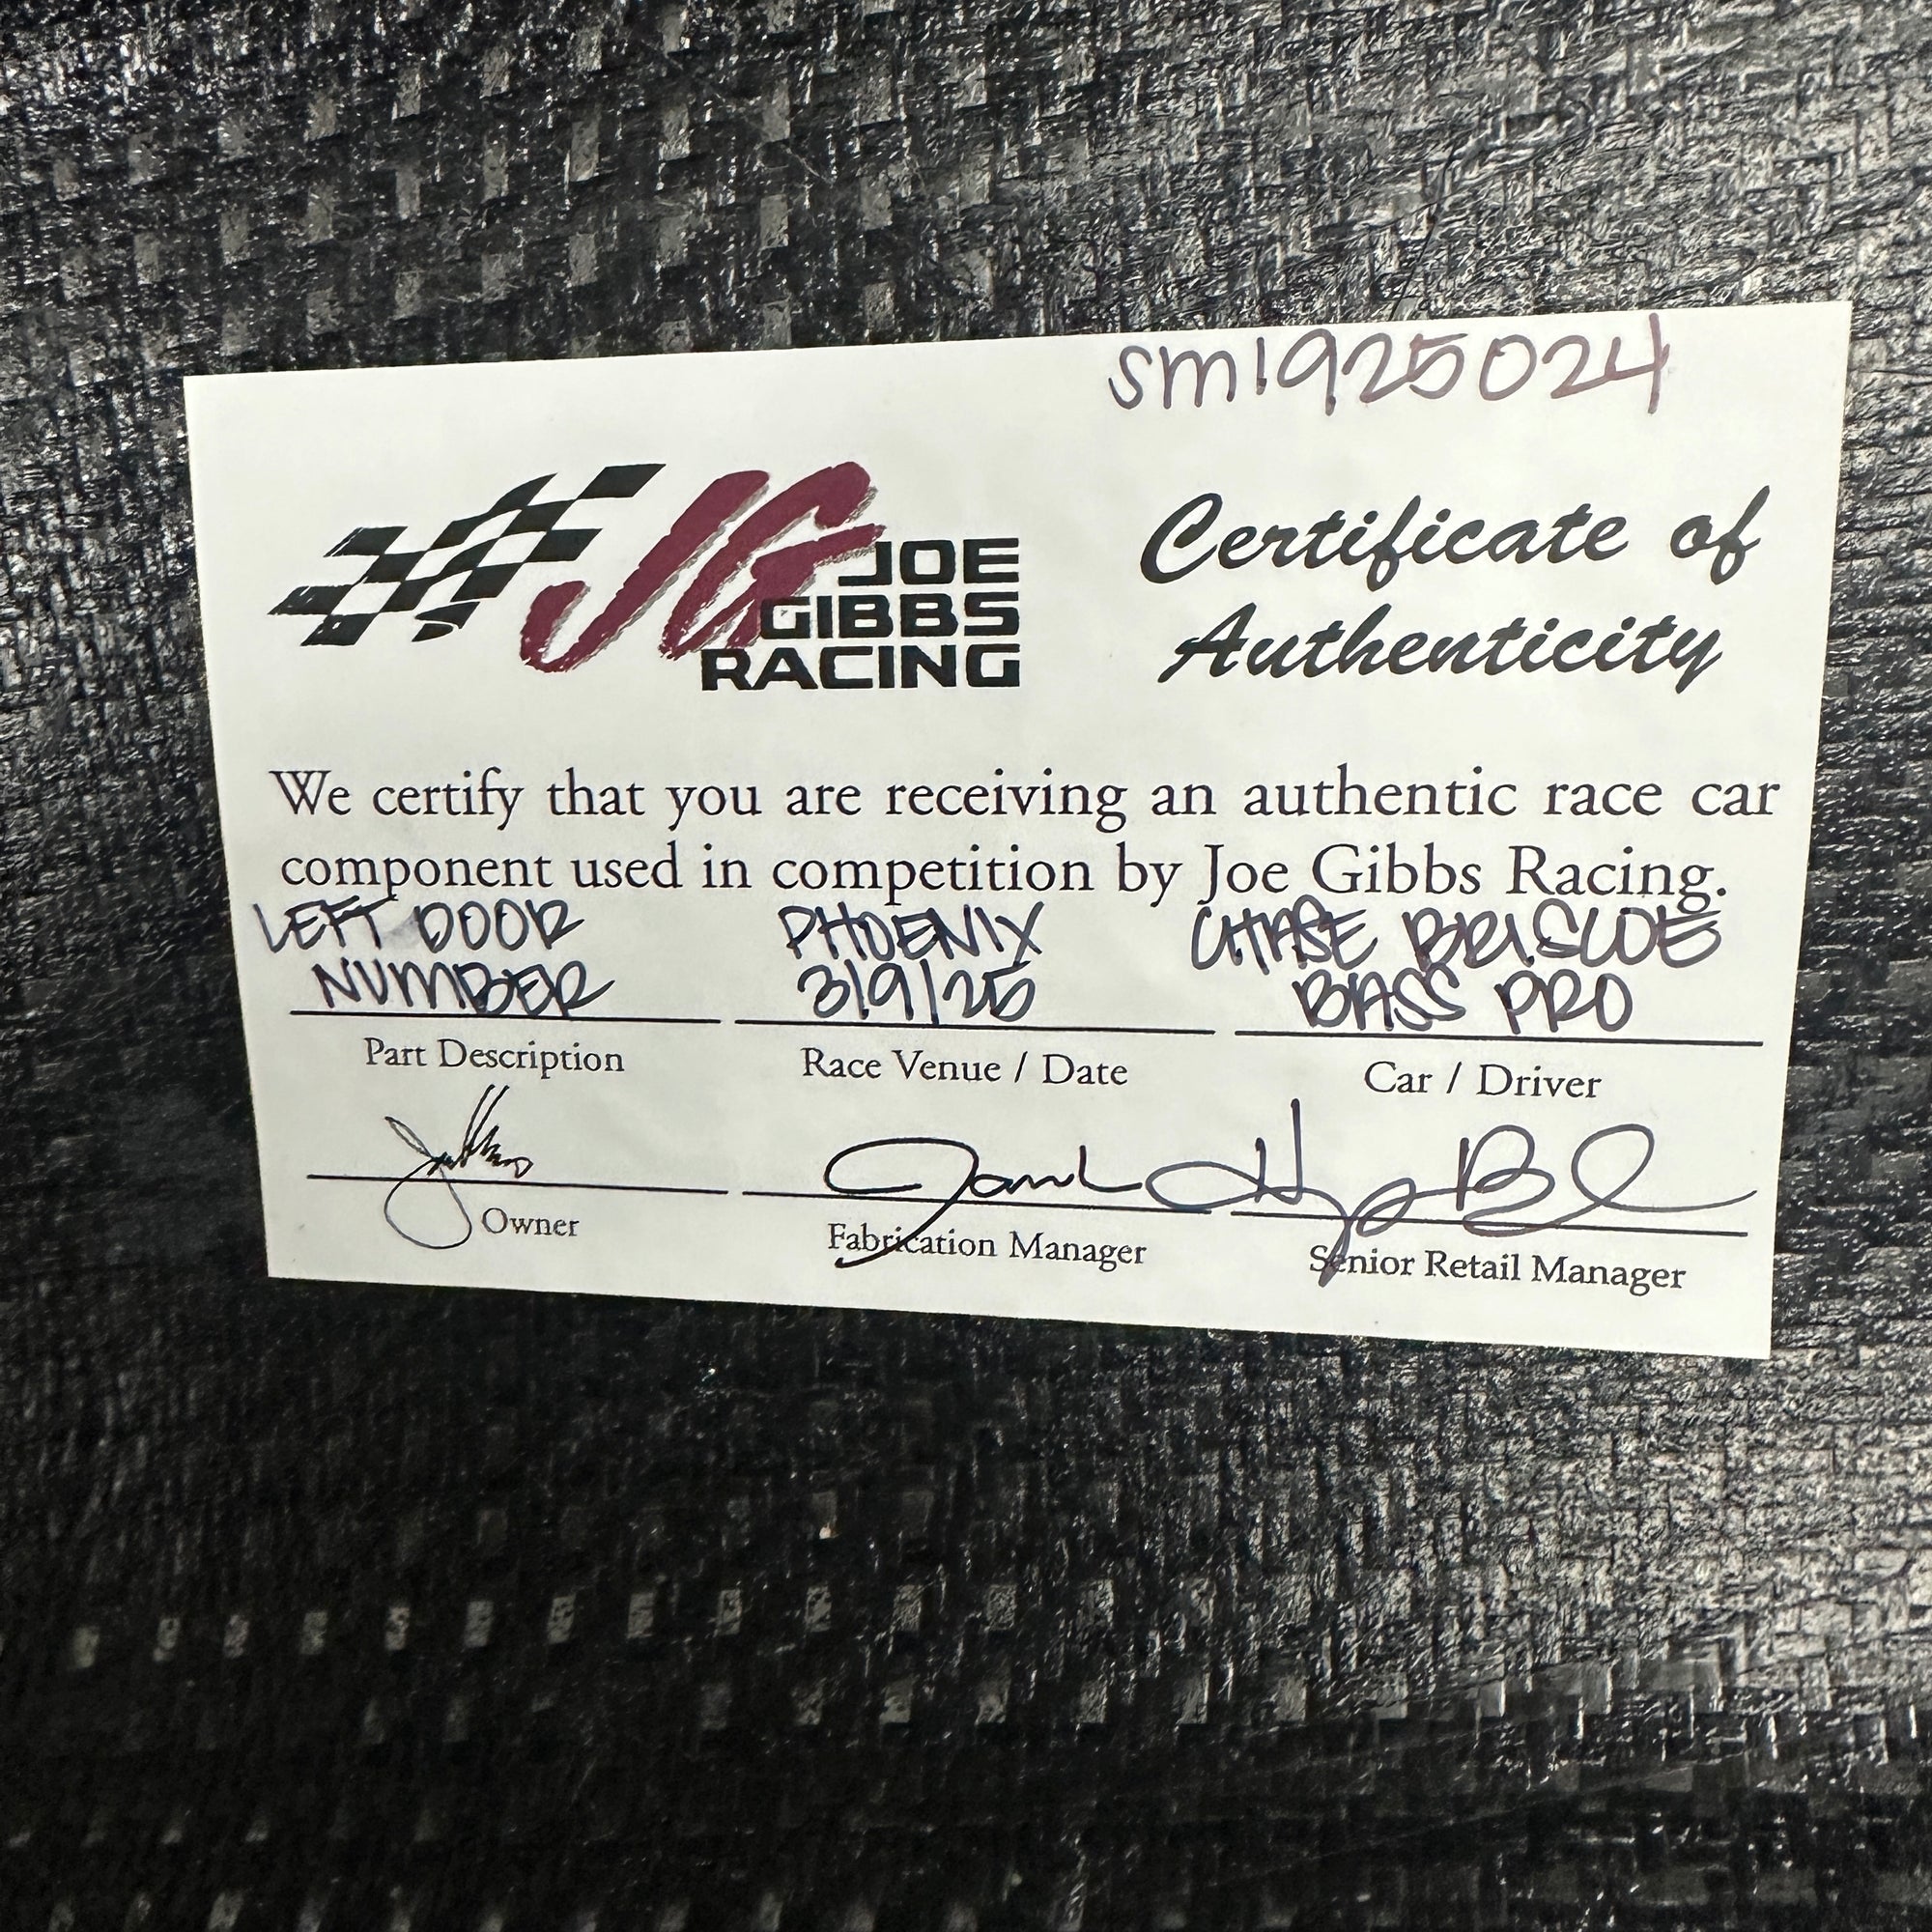 sm1925024
JG JOE
GIBBS
RACING
Certificate of
Authenticity
We certify that you are receiving an authentic race car
component used in competition by Joe Gibbs Racing.
LEFT DOOR
NUMBER
Part Description
PHOENIX
3/9/25
Race Venue / Date
CHASE BRISCOE
BASS PRO
Car / Driver
Owner
Fabrication Manager
Senior Retail Manager